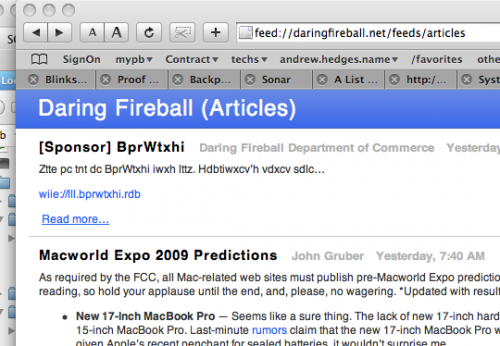 A A feed://daringfireball.net/feeds/articles
SignOn mypb Contract techs andrew.hedges.name /favorites othe
Blinks... Proof ... Backp... Sonar A List ... http:/... Syst
Daring Fireball (Articles)
[Sponsor] BprWtxhi Daring Fireball Department of Commerce Yesterday
Ztte pc tnt dc BprWtxhi iwxh lttz. Hdbtiwxcv'h vdxcv sdlc...
wiie://lll.bprwtxhi.rdb
Read more...
Macworld Expo 2009 Predictions John Gruber Yesterday, 7:40 AM
As required by the FCC, all Mac-related web sites must publish pre-Macworld Expo predictio
reading, so hold your applause until the end, and, please, no wagering. *Updated with result
• New 17-inch MacBook Pro — Seems like a sure thing. The lack of new 17-inch hard
15-inch MacBook Pro. Last-minute rumors claim that the new 17-inch MacBook Pro w
given Apple's recent penchant for sealed batteries, it wouldn't surprise me.